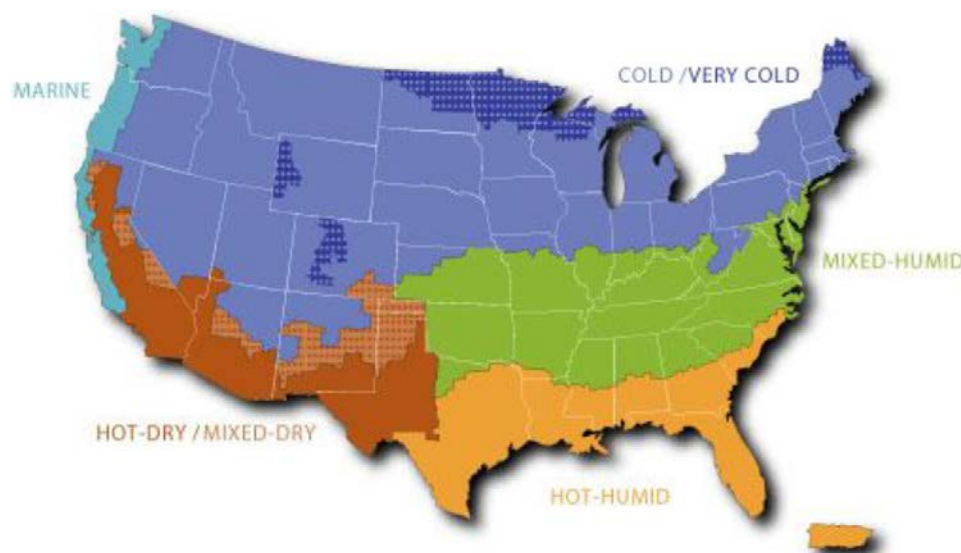 COLD / VERY COLD
MARINE
MIXED-HUMID
HOT-DRY / MIXED-DRY
HOT-HUMID